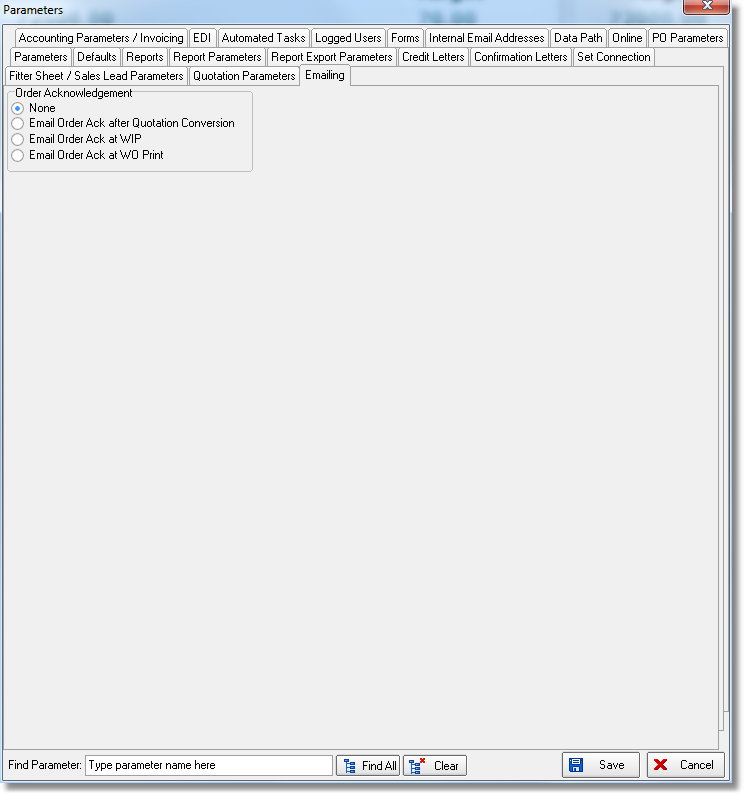 Parameters
Accounting Parameters / Invoicing EDI Automated Tasks Logged Users Forms Internal Email Addresses Data Path Online PO Parameters
Parameters Defaults Reports Report Parameters Report Export Parameters Credit Letters Confirmation Letters Set Connection
Fitter Sheet / Sales Lead Parameters Quotation Parameters Emailing
Order Acknowledgement
None
Email Order Ack after Quotation Conversion
Email Order Ack at WIP
Email Order Ack at WO Print
Find Parameter: Type parameter name here Find All Clear Save Cancel